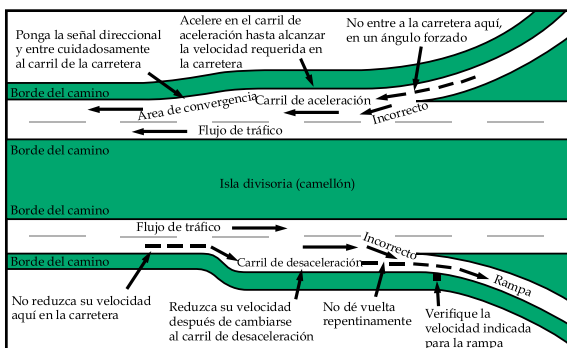 Ponga la señal direccional
y entre cuidadosamente
al carril de la carretera
Acelere en el carril de
aceleración hasta alcanzar
la velocidad requerida en
la carretera
No entre a la carretera aquí,
en un ángulo forzado
Borde del camino
Área de convergencia
Carril de aceleración
Incorrecto
Borde del camino
Flujo de tráfico
Isla divisoria (camellón)
Borde del camino
Flujo de tráfico
Incorrecto
Borde del camino
Carril de desaceleración
Rampa
No reduzca su velocidad
aquí en la carretera
Reduzca su velocidad
después de cambiarse
al carril de desaceleración
No dé vuelta
repentinamente
Verifique la
velocidad indicada
para la rampa